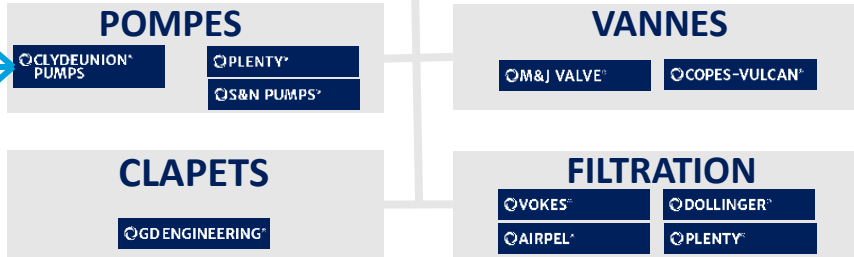 POMPES
CLYDEUNION
PUMPS
PLENTY
S&N PUMPS
VANNES
M&J VALVE
COPES-VULCAN
CLAPETS
GD ENGINEERING
FILTRATION
VOKES
DOLLINGER
AIRPEL
PLENTY